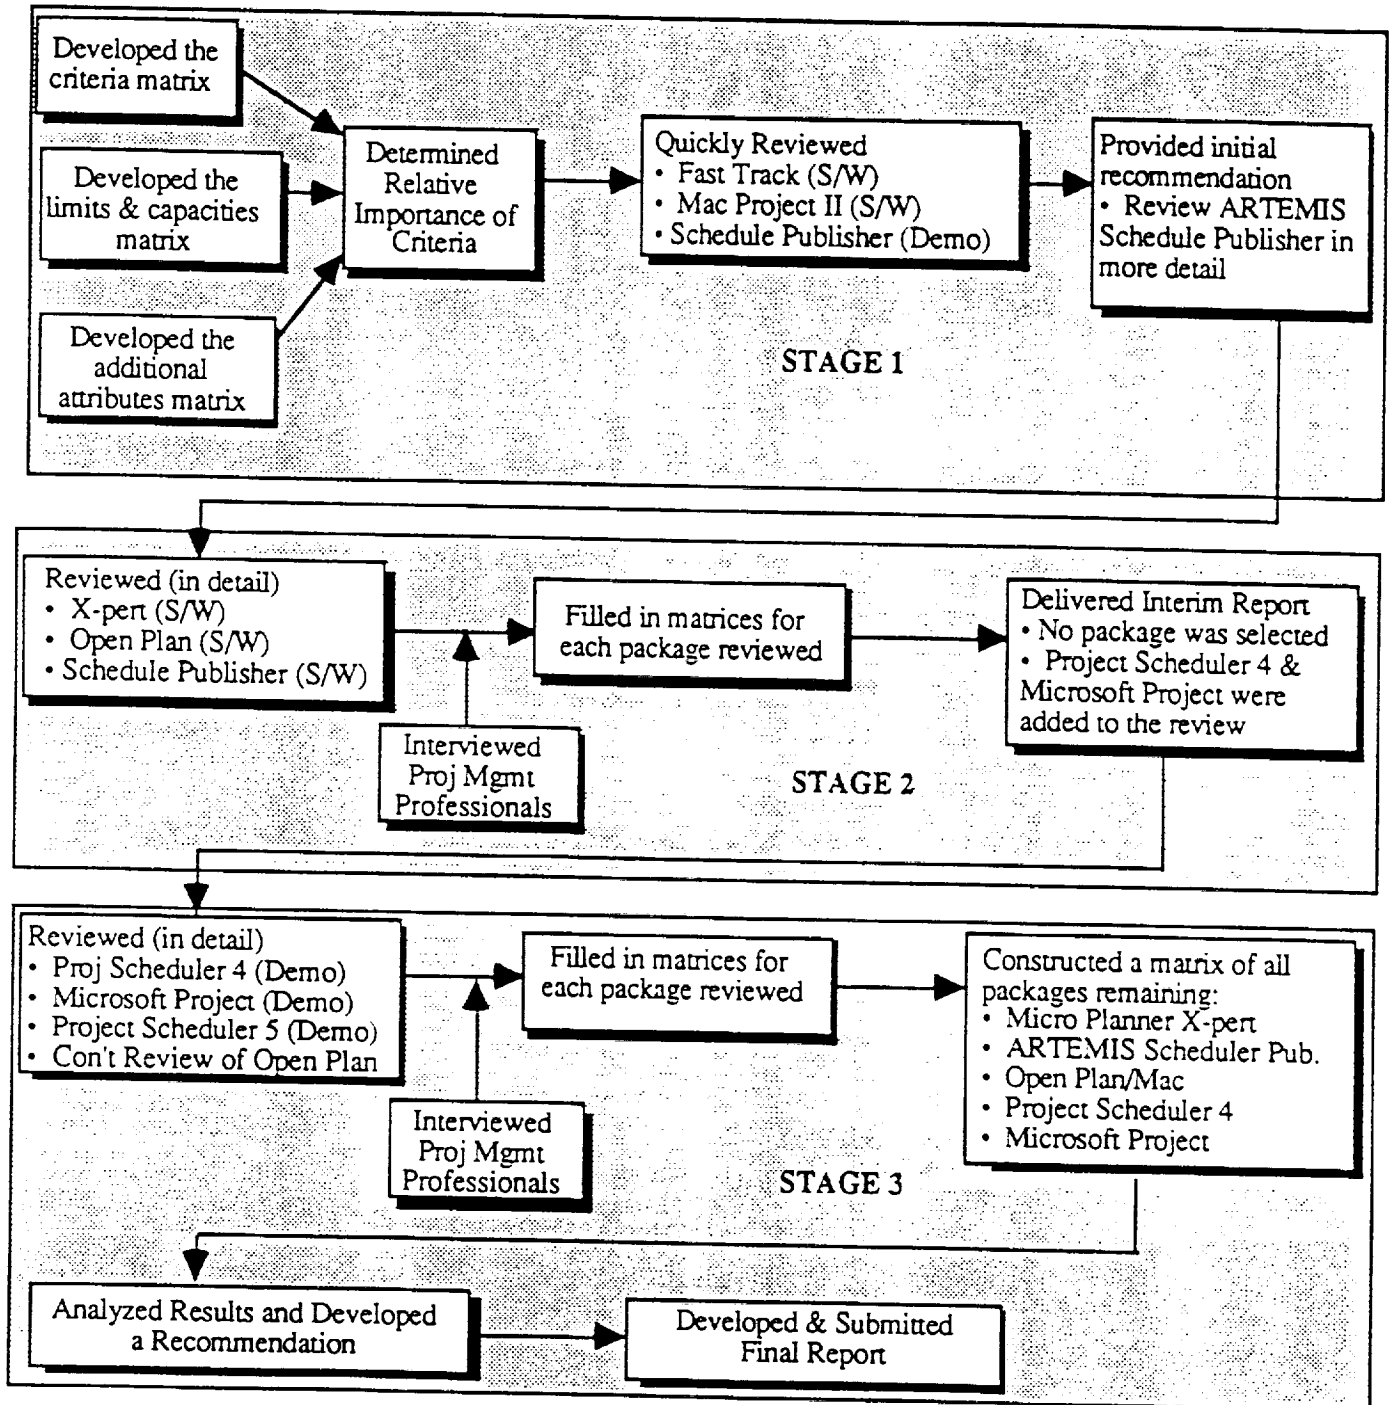 Developed the
criteria matrix
Developed the
limits & capacities
matrix
Developed the
additional
attributes matrix
Determined
Relative
Importance of
Criteria
Quickly Reviewed
• Fast Track (S/W)
• Mac Project II (S/W)
• Schedule Publisher (Demo)
Provided initial
recommendation
• Review ARTEMIS
Schedule Publisher in
more detail
STAGE 1
Reviewed (in detail)
• X-pert (S/W)
• Open Plan (S/W)
• Schedule Publisher (S/W)
Interviewed
Proj Mgmt
Professionals
Filled in matrices for
each package reviewed
Delivered Interim Report
• No package was selected
• Project Scheduler 4 &
Microsoft Project were
added to the review
STAGE 2
Reviewed (in detail)
• Proj Scheduler 4 (Demo)
• Microsoft Project (Demo)
• Project Scheduler 5 (Demo)
• Con't Review of Open Plan
Interviewed
Proj Mgmt
Professionals
Filled in matrices for
each package reviewed
Constructed a matrix of all
packages remaining:
• Micro Planner X-pert
• ARTEMIS Scheduler Pub.
• Open Plan/Mac
• Project Scheduler 4
• Microsoft Project
STAGE 3
Analyzed Results and Developed
a Recommendation
Developed & Submitted
Final Report